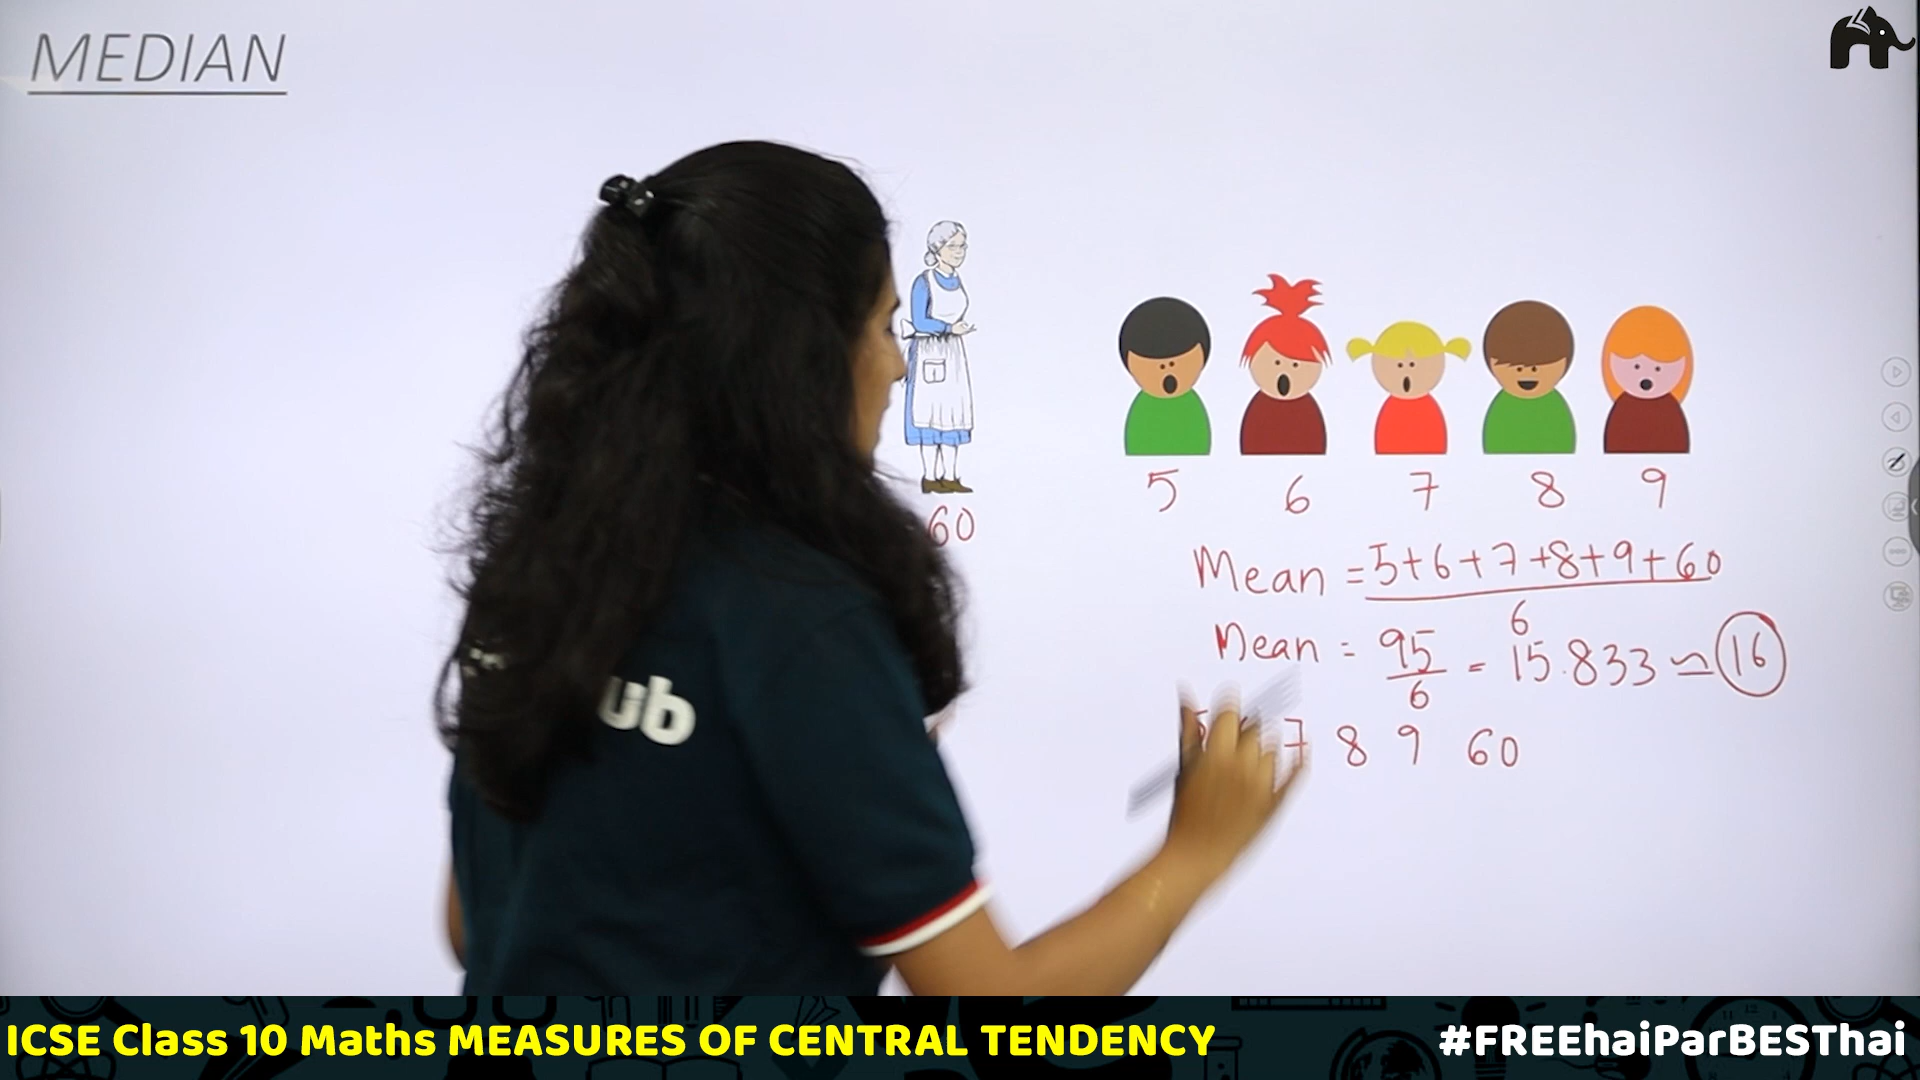 MEDIAN
60
5 6 7 8 9
Mean = 5+6+7+8+9+60
6
Mean = 95/6 = 15.833 ≃ 16
7 8 9 60
ub
ICSE Class 10 Maths MEASURES OF CENTRAL TENDENCY
#FREEhaiParBESThai